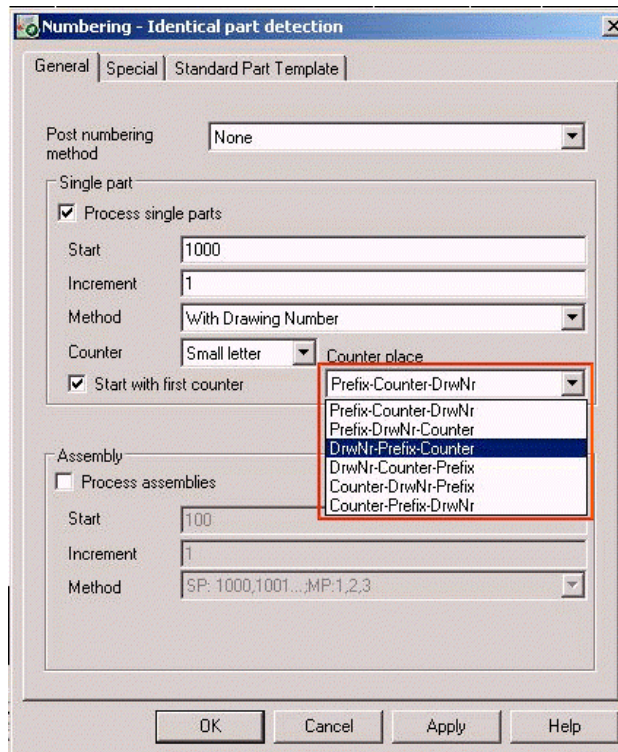 Numbering - Identical part detection
General Special Standard Part Template
Post numbering method
None
Single part
Process single parts
Start 1000
Increment 1
Method With Drawing Number
Counter Small letter Counter place
Start with first counter Prefix-Counter-DrwNr
Prefix-Counter-DrwNr
Prefix-DrwNr-Counter
DrwNr-Prefix-Counter
DrwNr-Counter-Prefix
Counter-DrwNr-Prefix
Counter-Prefix-DrwNr
Assembly
Process assemblies
Start 100
Increment 1
Method SP: 1000,1001...;MP:1,2,3
OK Cancel Apply Help